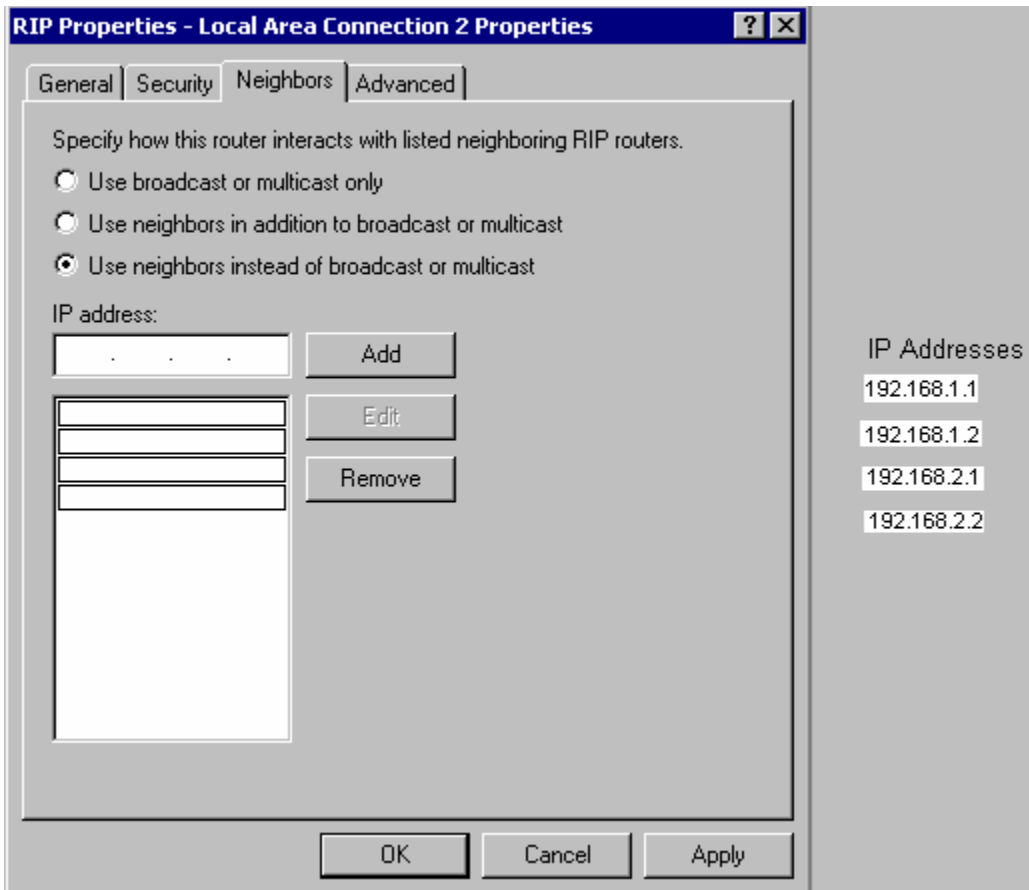 RIP Properties - Local Area Connection 2 Properties
General Security Neighbors Advanced
Specify how this router interacts with listed neighboring RIP routers.
Use broadcast or multicast only
Use neighbors in addition to broadcast or multicast
Use neighbors instead of broadcast or multicast
IP address:
. . . Add
Edit
Remove
OK Cancel Apply
IP Addresses
192.168.1.1
192.168.1.2
192.168.2.1
192.168.2.2